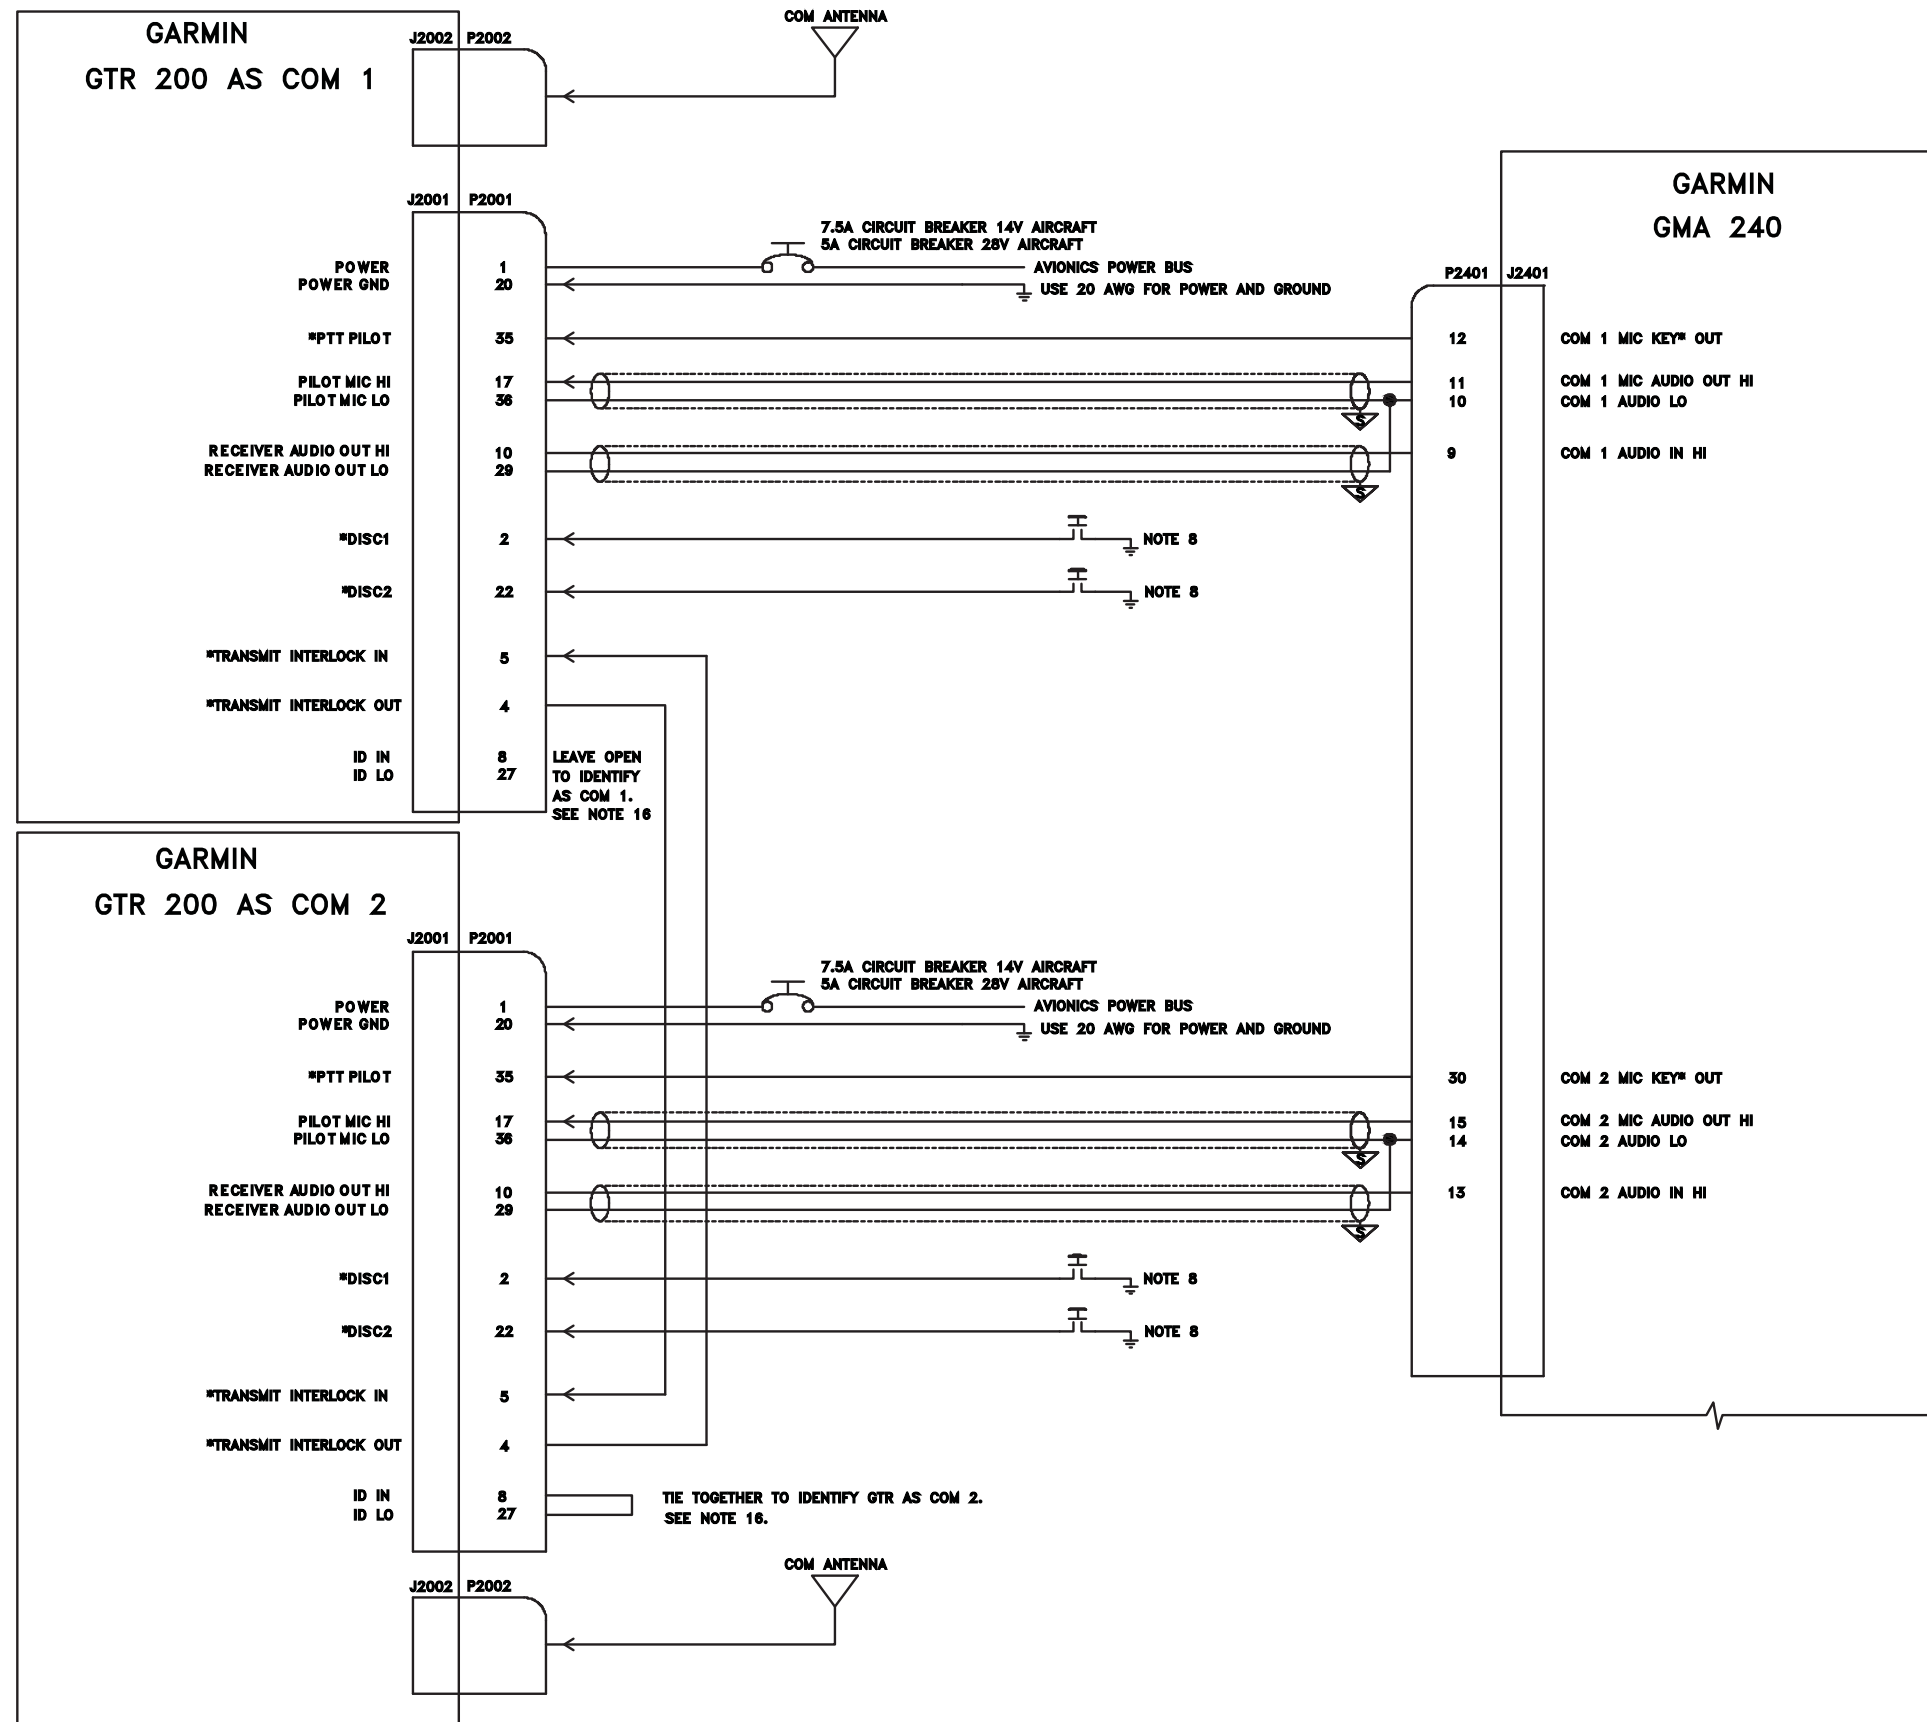 GARMIN
GTR 200 AS COM 1
J2002 P2002
COM ANTENNA
J2001 P2001
7.5A CIRCUIT BREAKER 14V AIRCRAFT
5A CIRCUIT BREAKER 28V AIRCRAFT
POWER 1 AVIONICS POWER BUS
POWER GND 20 USE 20 AWG FOR POWER AND GROUND
GARMIN
GMA 240
P2401 J2401
*PTT PILOT 35 12 COM 1 MIC KEY* OUT
PILOT MIC HI 17 11 COM 1 MIC AUDIO OUT HI
PILOT MIC LO 36 10 COM 1 AUDIO LO
S
RECEIVER AUDIO OUT HI 10 9 COM 1 AUDIO IN HI
RECEIVER AUDIO OUT LO 29
S
*DISC1 2 NOTE 8
*DISC2 22 NOTE 8
*TRANSMIT INTERLOCK IN 5
*TRANSMIT INTERLOCK OUT 4
ID IN 8 LEAVE OPEN
ID LO 27 TO IDENTIFY
AS COM 1.
SEE NOTE 16
GARMIN
GTR 200 AS COM 2
J2001 P2001
7.5A CIRCUIT BREAKER 14V AIRCRAFT
5A CIRCUIT BREAKER 28V AIRCRAFT
POWER 1 AVIONICS POWER BUS
POWER GND 20 USE 20 AWG FOR POWER AND GROUND
*PTT PILOT 35 30 COM 2 MIC KEY* OUT
PILOT MIC HI 17 15 COM 2 MIC AUDIO OUT HI
PILOT MIC LO 36 14 COM 2 AUDIO LO
S
RECEIVER AUDIO OUT HI 10 13 COM 2 AUDIO IN HI
RECEIVER AUDIO OUT LO 29
S
*DISC1 2 NOTE 8
*DISC2 22 NOTE 8
*TRANSMIT INTERLOCK IN 5
*TRANSMIT INTERLOCK OUT 4
ID IN 8 TIE TOGETHER TO IDENTIFY GTR AS COM 2.
ID LO 27 SEE NOTE 16.
COM ANTENNA
J2002 P2002